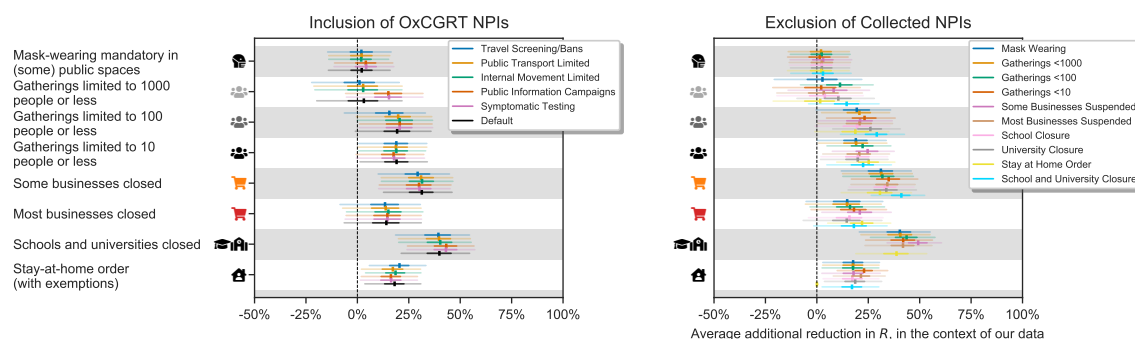 Inclusion of OxCGRT NPIs
Mask-wearing mandatory in
(some) public spaces
Gatherings limited to 1000
people or less
Gatherings limited to 100
people or less
Gatherings limited to 10
people or less
Some businesses closed
Most businesses closed
Schools and universities closed
Stay-at-home order
(with exemptions)
Travel Screening/Bans
Public Transport Limited
Internal Movement Limited
Public Information Campaigns
Symptomatic Testing
Default
-50%
-25%
0%
25%
50%
75%
100%
Exclusion of Collected NPIs
Mask Wearing
Gatherings <1000
Gatherings <100
Gatherings <10
Some Businesses Suspended
Most Businesses Suspended
School Closure
University Closure
Stay at Home Order
School and University Closure
-50%
-25%
0%
25%
50%
75%
100%
Average additional reduction in R, in the context of our data